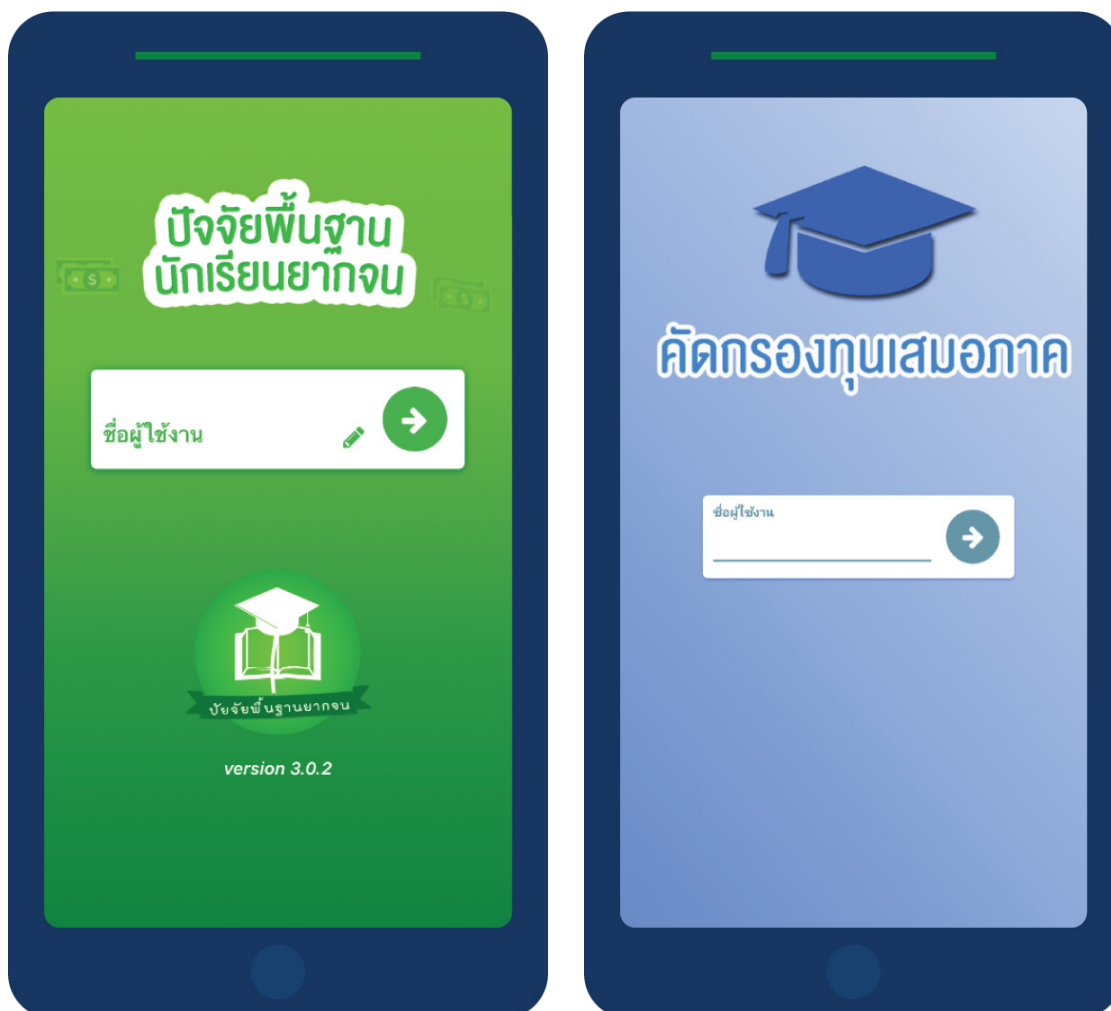 ปัจจัยพื้นฐาน
นักเรียนยากจน
ชื่อผู้ใช้งาน
ปัยจัยพื้นฐานยากจน
version 3.0.2
คัดกรองทุนเสมอภาค
ชื่อผู้ใช้งาน